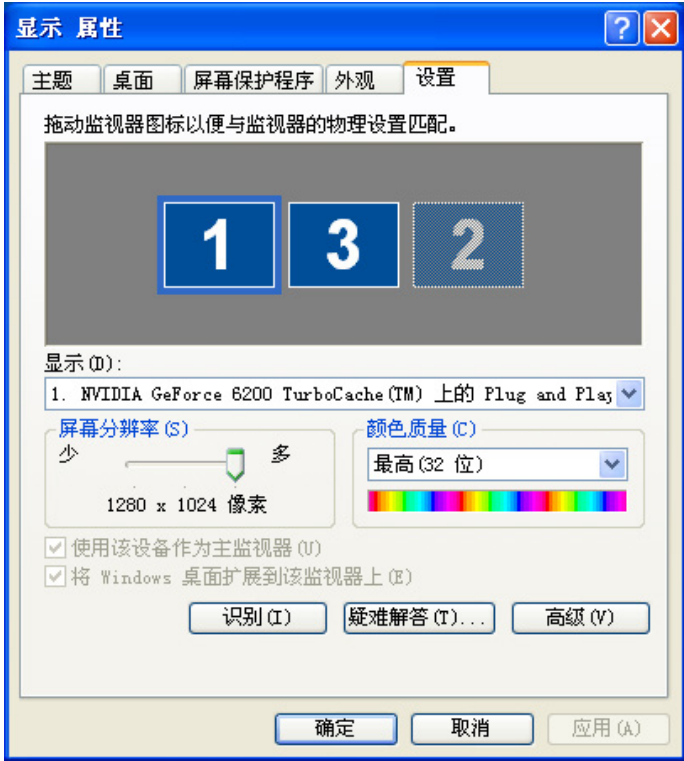 显示 属性
主题 桌面 屏幕保护程序 外观 设置
拖动监视器图标以便与监视器的物理设置匹配。
1 3 2
显示(D):
1. NVIDIA GeForce 6200 TurboCache(TM) 上的 Plug and Play
屏幕分辨率(S) 颜色质量(C)
少 多 最高(32 位)
1280 x 1024 像素
使用该设备作为主监视器(U)
将 Windows 桌面扩展到该监视器上(E)
识别(I) 疑难解答(T)... 高级(V)
确定 取消 应用(A)